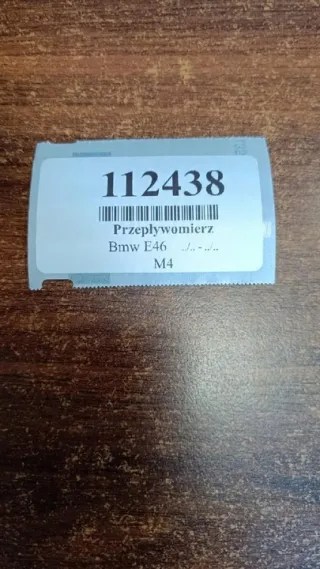 112438
Przepływomierz
Bmw E46 ../.. - ../..
M4